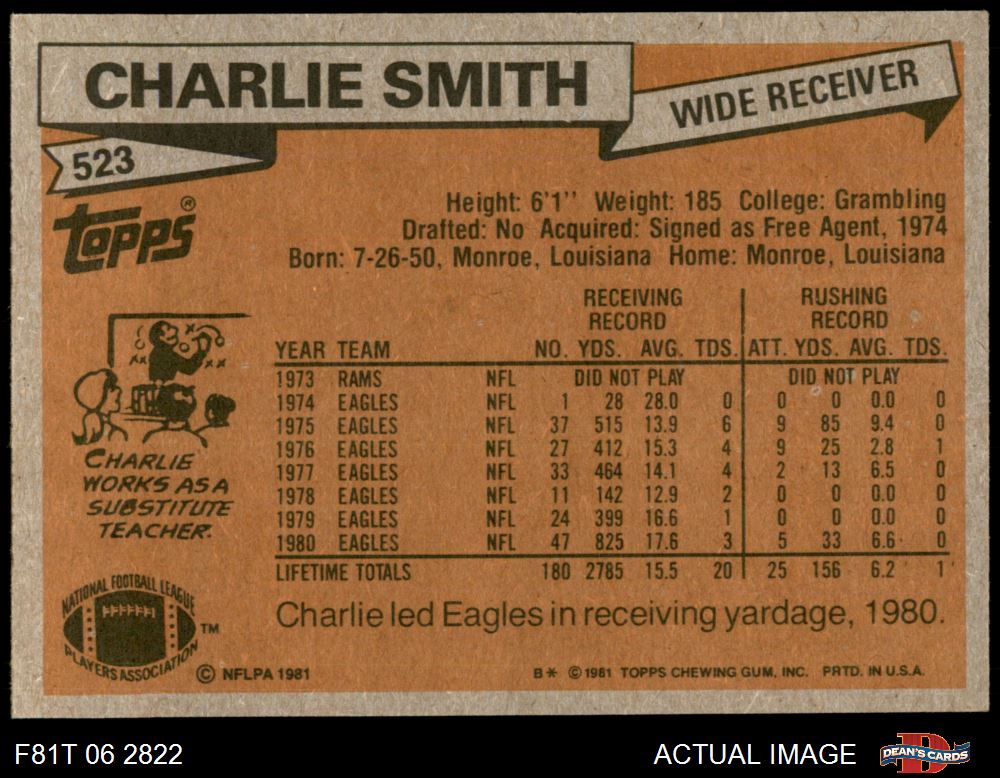 CHARLIE SMITH
WIDE RECEIVER
523
TOPPS®
Height: 6'1'' Weight: 185 College: Grambling
Drafted: No Acquired: Signed as Free Agent, 1974
Born: 7-26-50, Monroe, Louisiana Home: Monroe, Louisiana
RECEIVING RECORD RUSHING RECORD
YEAR TEAM NO. YDS. AVG. TDS. ATT. YDS. AVG. TDS.
1973 RAMS NFL DID NOT PLAY DID NOT PLAY
1974 EAGLES NFL 1 28 28.0 0 0 0 0.0 0
1975 EAGLES NFL 37 515 13.9 6 9 85 9.4 0
1976 EAGLES NFL 27 412 15.3 4 9 25 2.8 1
1977 EAGLES NFL 33 464 14.1 4 2 13 6.5 0
1978 EAGLES NFL 11 142 12.9 2 0 0 0.0 0
1979 EAGLES NFL 24 399 16.6 1 0 0 0.0 0
1980 EAGLES NFL 47 825 17.6 3 5 33 6.6 0
LIFETIME TOTALS 180 2785 15.5 20 25 156 6.2 1
CHARLIE
WORKS AS A
SUBSTITUTE
TEACHER.
Charlie led Eagles in receiving yardage, 1980.
NATIONAL FOOTBALL LEAGUE
PLAYERS ASSOCIATION
TM
© NFLPA 1981
B* © 1981 TOPPS CHEWING GUM, INC. PRTD. IN U.S.A.
F81T 06 2822
ACTUAL IMAGE
D
DEAN'S CARDS